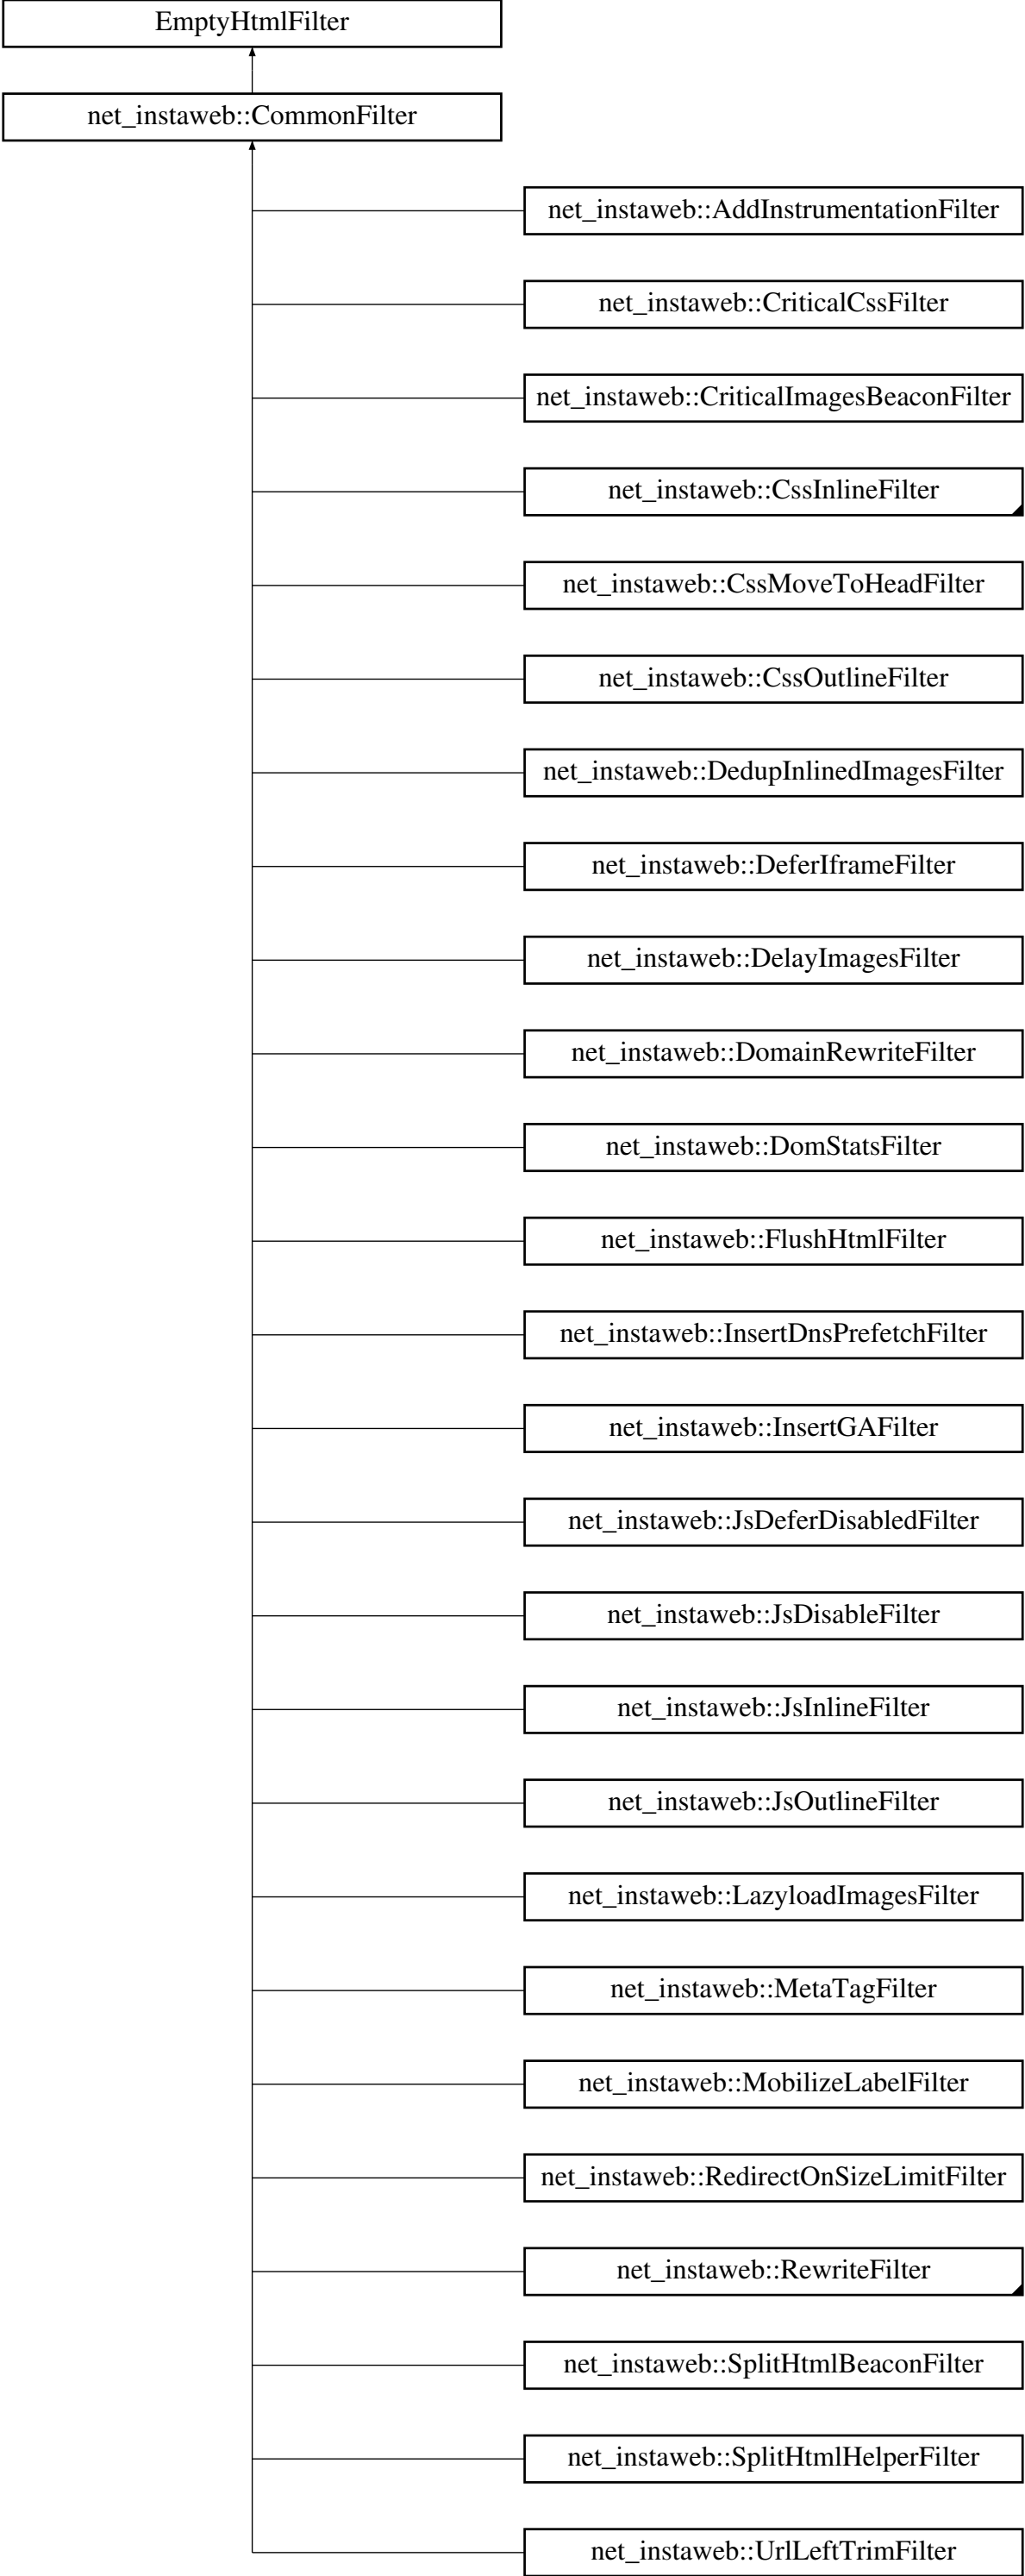 EmptyHtmlFilter
net_instaweb::CommonFilter
net_instaweb::AddInstrumentationFilter
net_instaweb::CriticalCssFilter
net_instaweb::CriticalImagesBeaconFilter
net_instaweb::CssInlineFilter
net_instaweb::CssMoveToHeadFilter
net_instaweb::CssOutlineFilter
net_instaweb::DedupInlinedImagesFilter
net_instaweb::DeferIframeFilter
net_instaweb::DelayImagesFilter
net_instaweb::DomainRewriteFilter
net_instaweb::DomStatsFilter
net_instaweb::FlushHtmlFilter
net_instaweb::InsertDnsPrefetchFilter
net_instaweb::InsertGAFilter
net_instaweb::JsDeferDisabledFilter
net_instaweb::JsDisableFilter
net_instaweb::JsInlineFilter
net_instaweb::JsOutlineFilter
net_instaweb::LazyloadImagesFilter
net_instaweb::MetaTagFilter
net_instaweb::MobilizeLabelFilter
net_instaweb::RedirectOnSizeLimitFilter
net_instaweb::RewriteFilter
net_instaweb::SplitHtmlBeaconFilter
net_instaweb::SplitHtmlHelperFilter
net_instaweb::UrlLeftTrimFilter